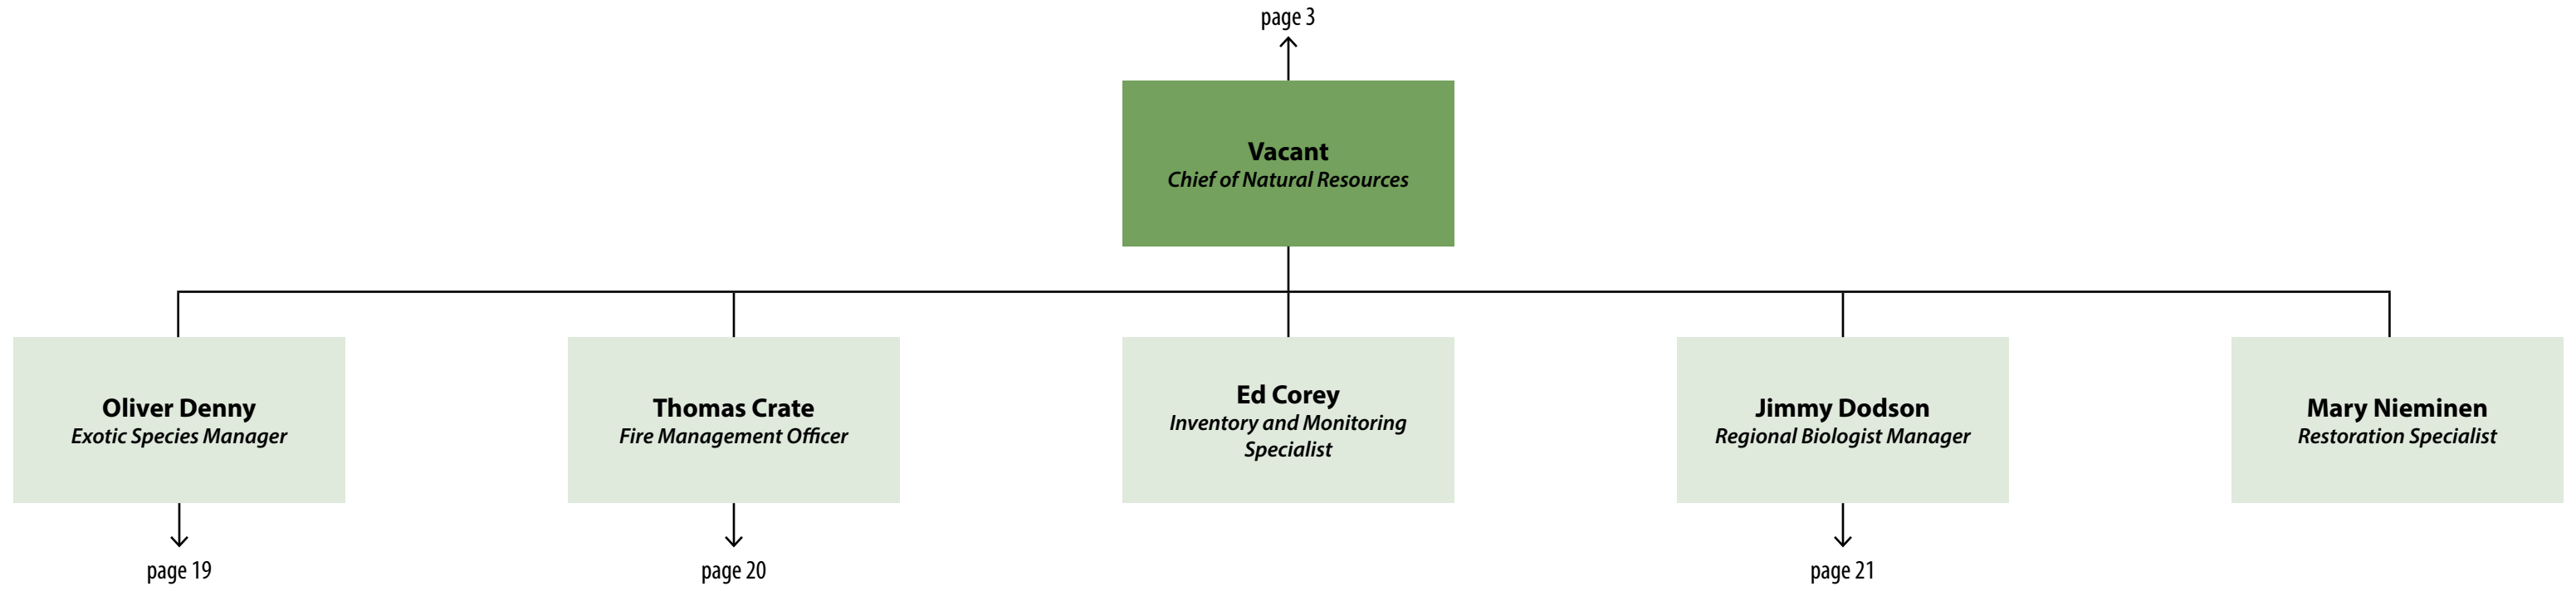 page 3
Vacant
Chief of Natural Resources
Oliver Denny
Exotic Species Manager
Thomas Crate
Fire Management Officer
Ed Corey
Inventory and Monitoring
Specialist
Jimmy Dodson
Regional Biologist Manager
Mary Nieminen
Restoration Specialist
page 19
page 20
page 21